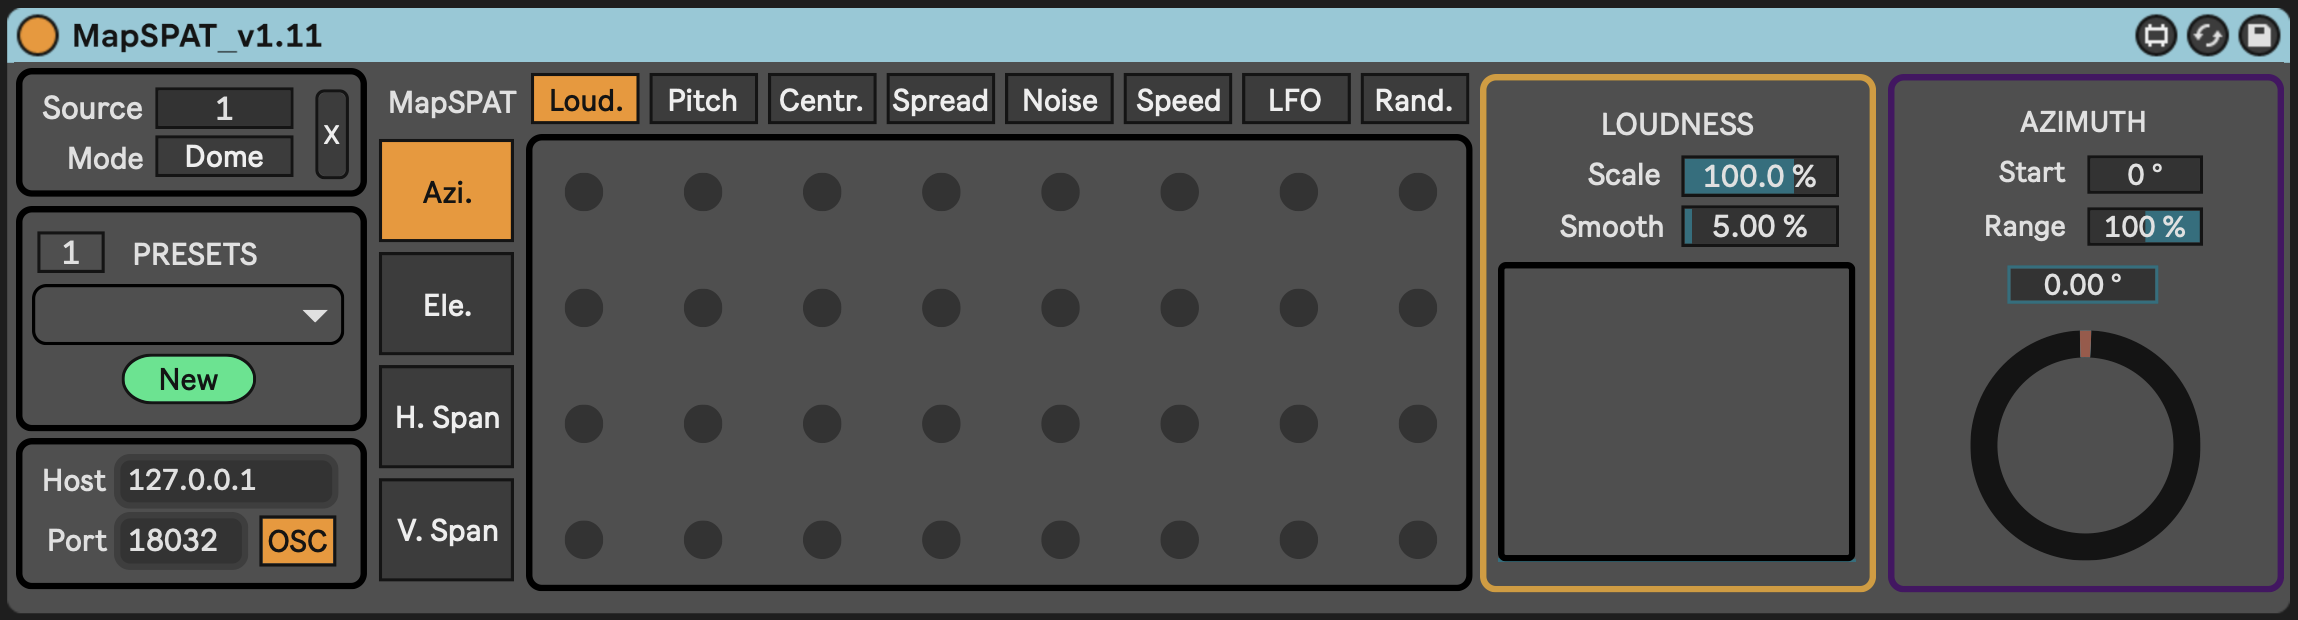 MapSPAT_v1.11
Source 1
Mode Dome
X
1 PRESETS
New
Host 127.0.0.1
Port 18032 OSC
MapSPAT Loud. Pitch Centr. Spread Noise Speed LFO Rand.
Azi.
Ele.
H. Span
V. Span
LOUDNESS
Scale 100.0 %
Smooth 5.00 %
AZIMUTH
Start 0 °
Range 100 %
0.00 °